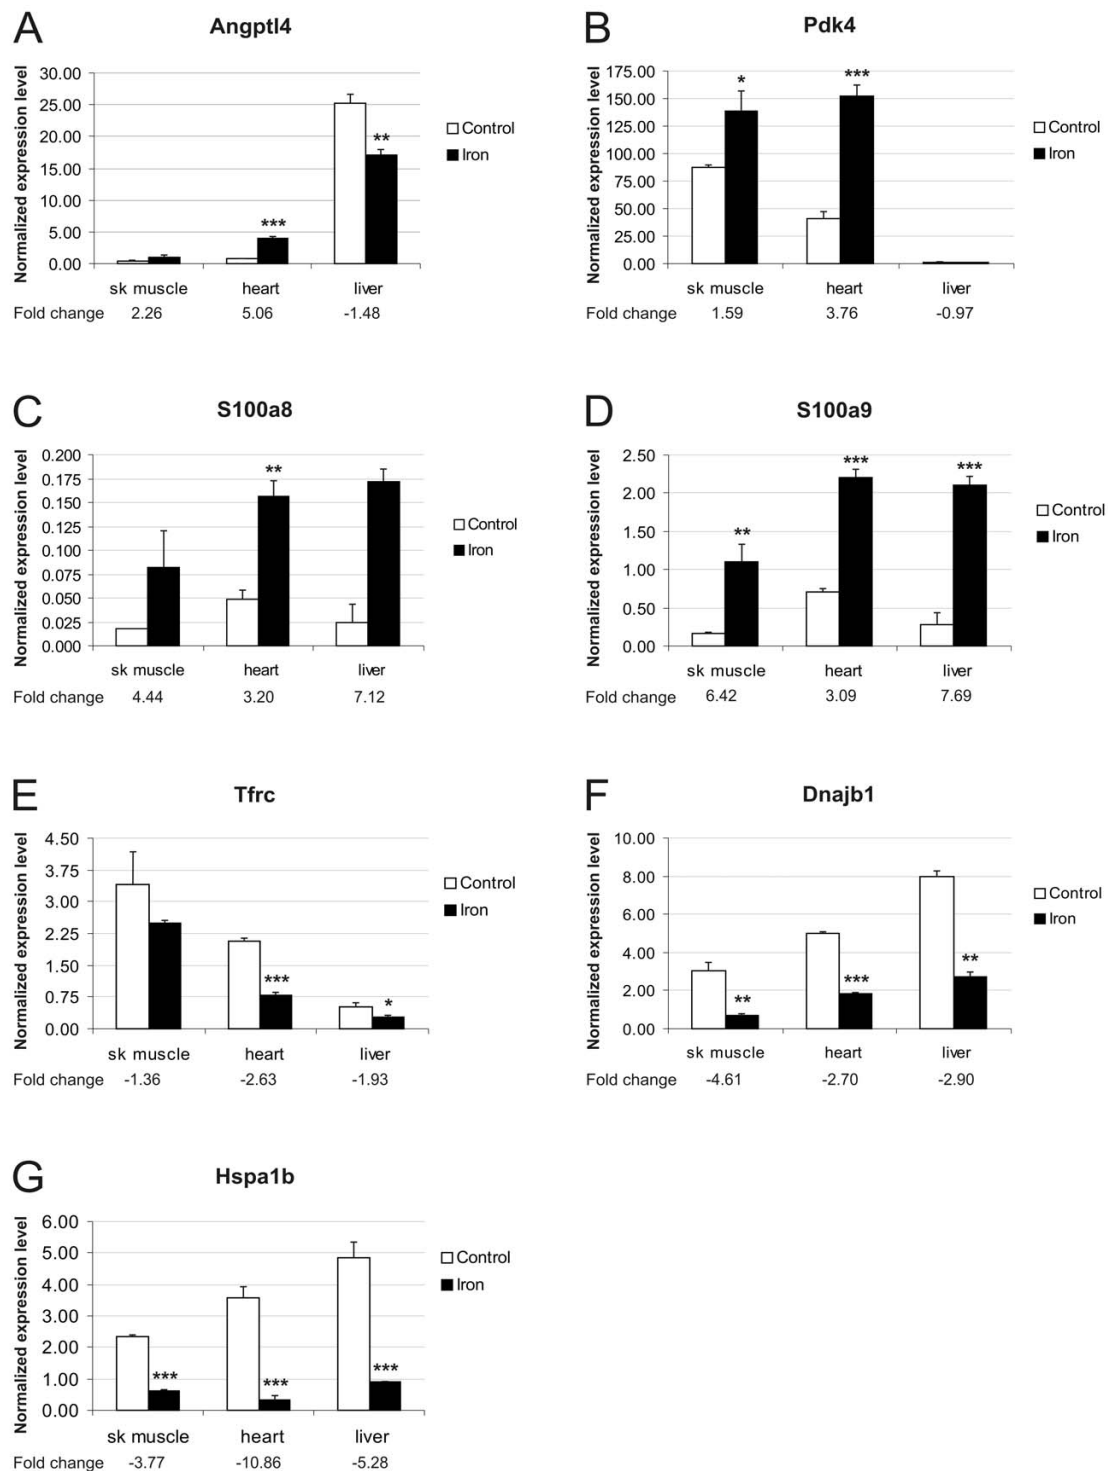 A
Angptl4
Normalized expression level
30.00
25.00
20.00
15.00
10.00
5.00
0.00
***
**
Control
Iron
sk muscle heart liver
Fold change 2.26 5.06 -1.48
B
Pdk4
Normalized expression level
175.00
150.00
125.00
100.00
75.00
50.00
25.00
0.00
*
***
Control
Iron
sk muscle heart liver
Fold change 1.59 3.76 -0.97
C
S100a8
Normalized expression level
0.200
0.175
0.150
0.125
0.100
0.075
0.050
0.025
0.000
**
Control
Iron
sk muscle heart liver
Fold change 4.44 3.20 7.12
D
S100a9
Normalized expression level
2.50
2.00
1.50
1.00
0.50
0.00
**
***
***
Control
Iron
sk muscle heart liver
Fold change 6.42 3.09 7.69
E
Tfrc
Normalized expression level
4.50
3.75
3.00
2.25
1.50
0.75
0.00
***
*
Control
Iron
sk muscle heart liver
Fold change -1.36 -2.63 -1.93
F
Dnajb1
Normalized expression level
10.00
8.00
6.00
4.00
2.00
0.00
**
***
**
Control
Iron
sk muscle heart liver
Fold change -4.61 -2.70 -2.90
G
Hspa1b
Normalized expression level
6.00
5.00
4.00
3.00
2.00
1.00
0.00
***
***
***
Control
Iron
sk muscle heart liver
Fold change -3.77 -10.86 -5.28